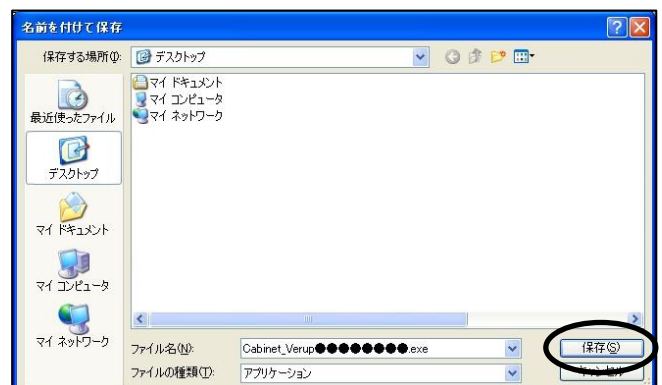 名前を付けて保存
保存する場所(I): デスクトップ
最近使ったファイル
デスクトップ
マイ ドキュメント
マイ コンピュータ
マイ ネットワーク
マイ ドキュメント
マイ コンピュータ
マイ ネットワーク
ファイル名(N): Cabinet_Verup●●●●●●●●.exe 保存(S)
ファイルの種類(T): アプリケーション キャンセル